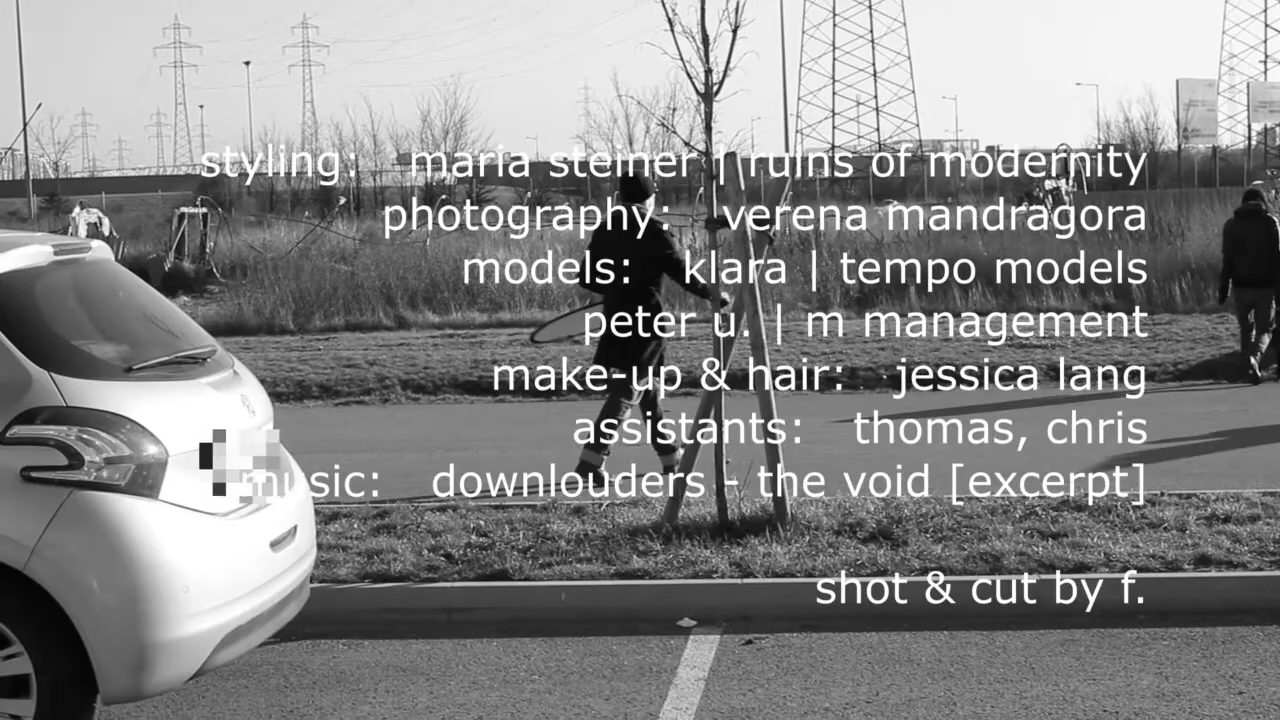 styling: maria steiner | ruins of modernity
photography: verena mandragora
models: klara | tempo models
peter u. | m management
make-up & hair: jessica lang
assistants: thomas, chris
music: downlouders - the void [excerpt]
shot & cut by f.